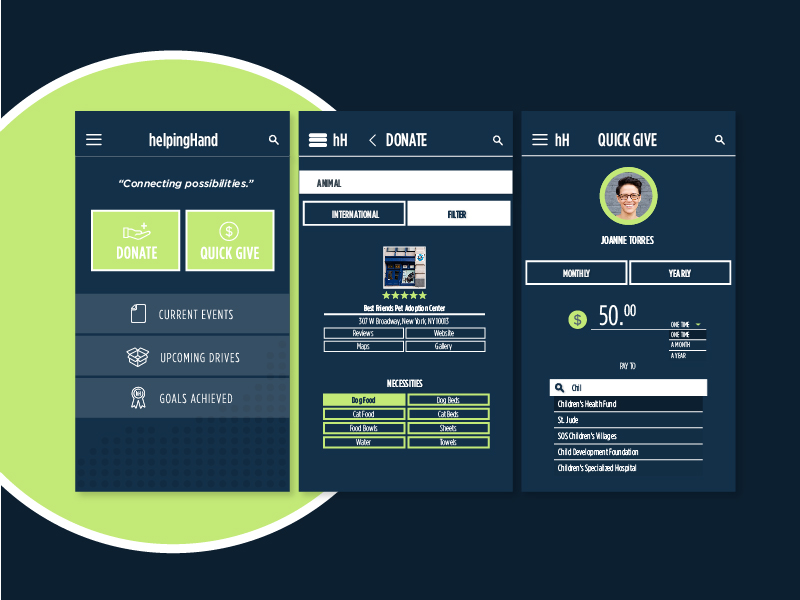 helpingHand
“Connecting possibilities.”
DONATE
QUICK GIVE
CURRENT EVENTS
UPCOMING DRIVES
GOALS ACHIEVED
hH
DONATE
ANIMAL
INTERNATIONAL
FILTER
Best Friends Pet Adoption Center
307 W Broadway, New York, NY 10013
Reviews
Website
Maps
Gallery
NECESSITIES
Dog Food
Dog Beds
Cat Food
Cat Beds
Food Bowls
Sheets
Water
Towels
hH
QUICK GIVE
JOANNE TORRES
MONTHLY
YEARLY
$ 50.00
ONE TIME
ONE TIME
A MONTH
A YEAR
PAY TO
Chil
Children's Health Fund
St. Jude
SOS Children's Villages
Child Development Foundation
Children's Specialized Hospital